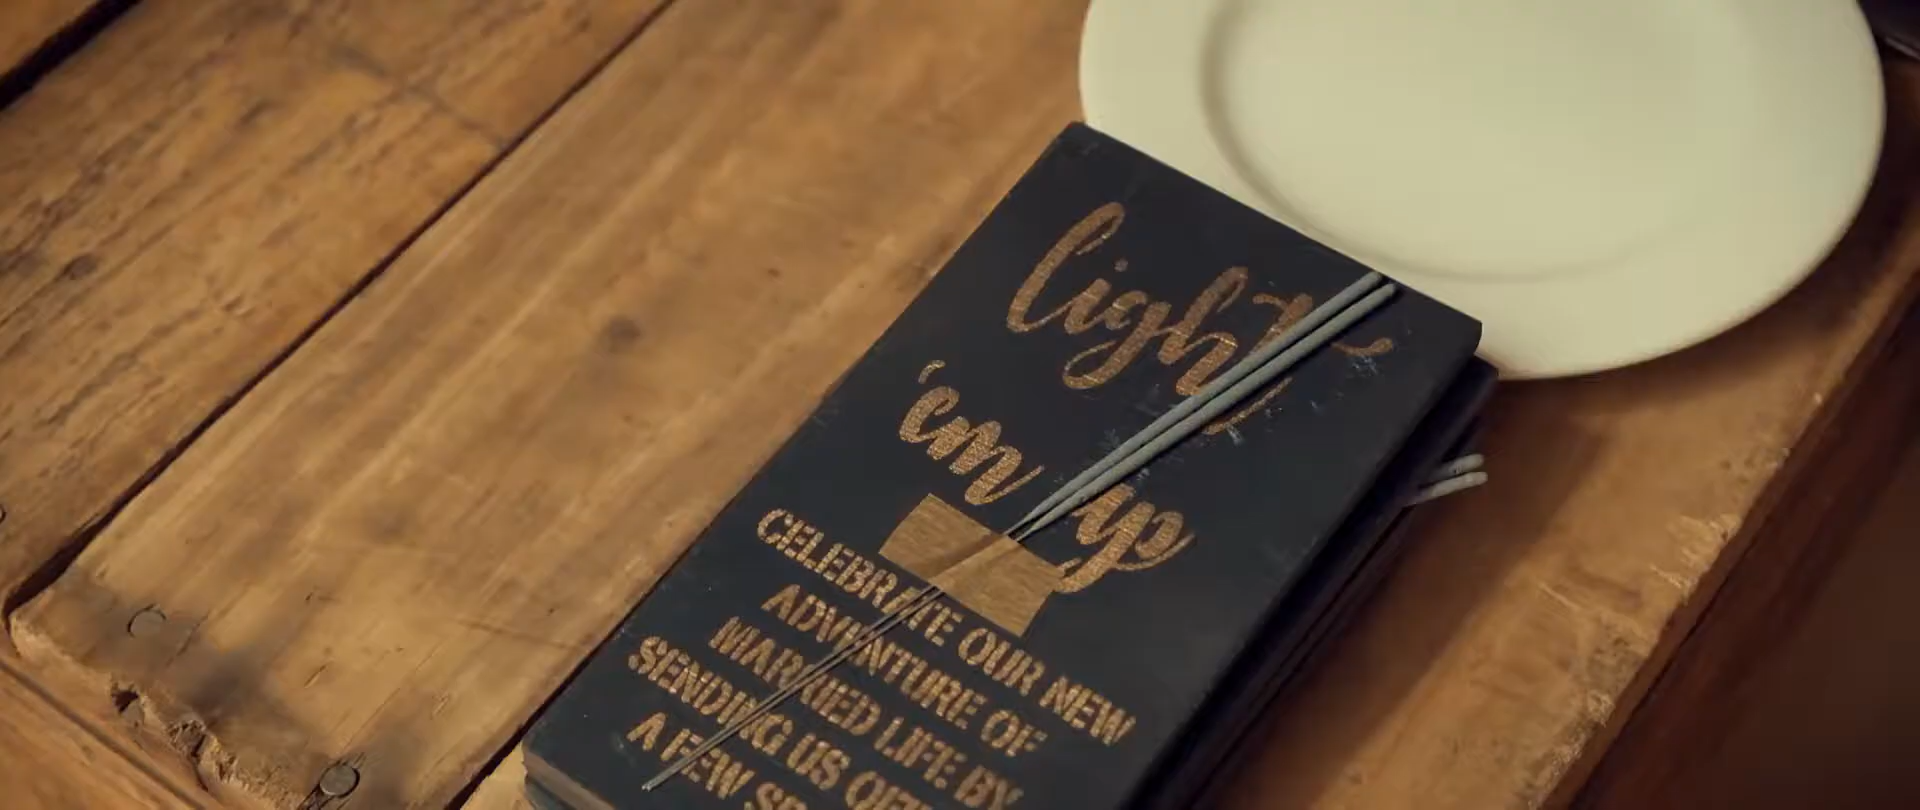 light
'em up
CELEBRATE OUR NEW
ADVENTURE OF
MARRIED LIFE BY
SENDING US OFF
A FEW